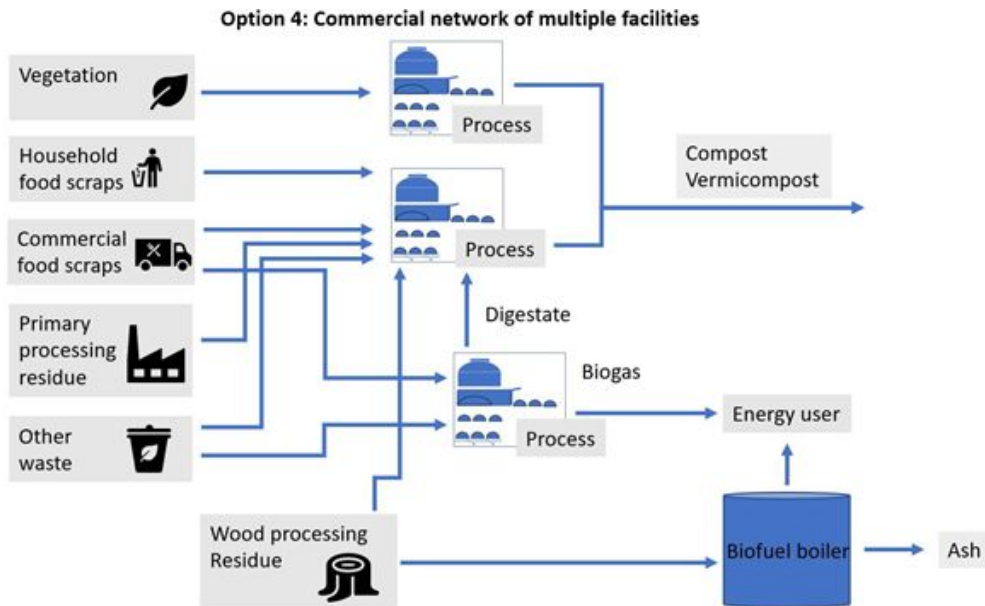 Option 4: Commercial network of multiple facilities
Vegetation
Process
Household
food scraps
Compost
Vermicompost
Commercial
food scraps
Process
Primary
processing
residue
Digestate
Biogas
Energy user
Other
waste
Process
Wood processing
Residue
Biofuel boiler
Ash